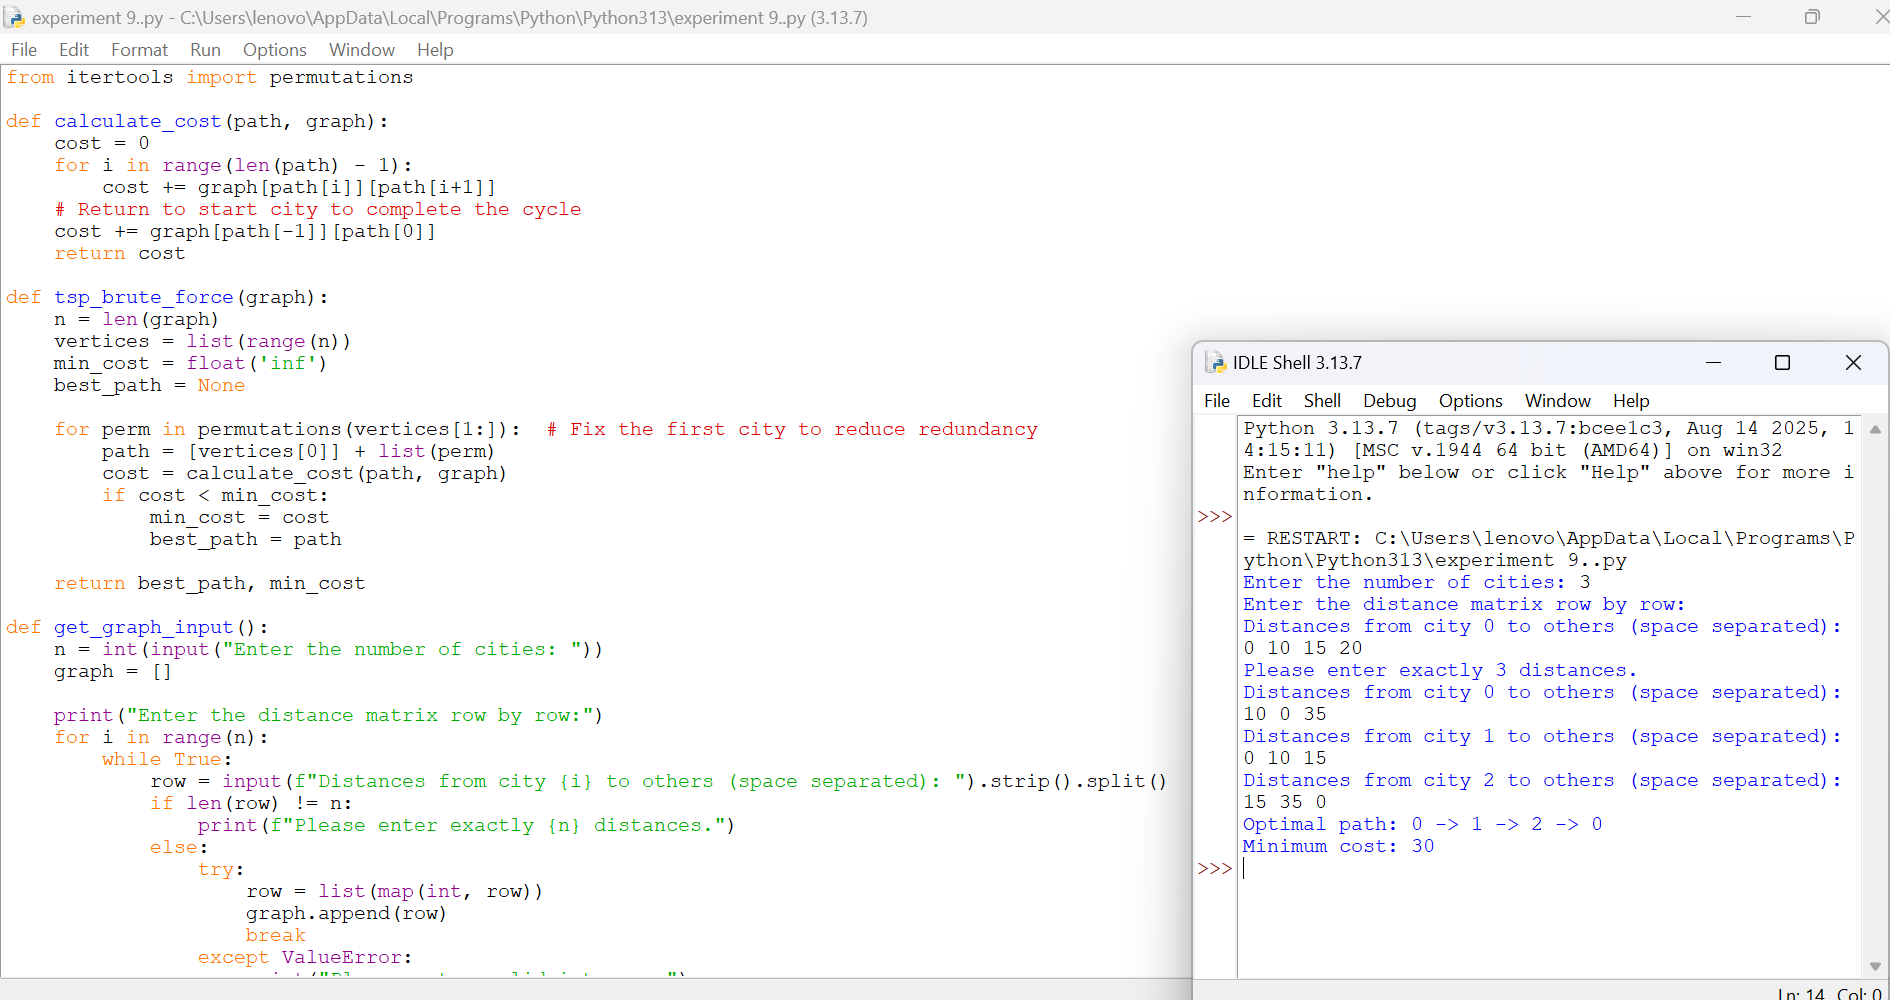 experiment 9..py - C:\Users\lenovo\AppData\Local\Programs\Python\Python313\experiment 9..py (3.13.7)
File Edit Format Run Options Window Help
from itertools import permutations
def calculate_cost(path, graph):
    cost = 0
    for i in range(len(path) - 1):
        cost += graph[path[i]][path[i+1]]
    # Return to start city to complete the cycle
    cost += graph[path[-1]][path[0]]
    return cost
def tsp_brute_force(graph):
    n = len(graph)
    vertices = list(range(n))
    min_cost = float('inf')
    best_path = None
    for perm in permutations(vertices[1:]):  # Fix the first city to reduce redundancy
        path = [vertices[0]] + list(perm)
        cost = calculate_cost(path, graph)
        if cost < min_cost:
            min_cost = cost
            best_path = path
    return best_path, min_cost
def get_graph_input():
    n = int(input("Enter the number of cities: "))
    graph = []
    print("Enter the distance matrix row by row:")
    for i in range(n):
        while True:
            row = input(f"Distances from city {i} to others (space separated): ").strip().split()
            if len(row) != n:
                print(f"Please enter exactly {n} distances.")
            else:
                try:
                    row = list(map(int, row))
                    graph.append(row)
                    break
                except ValueError:
IDLE Shell 3.13.7
File Edit Shell Debug Options Window Help
Python 3.13.7 (tags/v3.13.7:bcee1c3, Aug 14 2025, 1
4:15:11) [MSC v.1944 64 bit (AMD64)] on win32
Enter "help" below or click "Help" above for more i
nformation.
>>>
= RESTART: C:\Users\lenovo\AppData\Local\Programs\P
ython\Python313\experiment 9..py
Enter the number of cities: 3
Enter the distance matrix row by row:
Distances from city 0 to others (space separated):
0 10 15 20
Please enter exactly 3 distances.
Distances from city 0 to others (space separated):
10 0 35
Distances from city 1 to others (space separated):
0 10 15
Distances from city 2 to others (space separated):
15 35 0
Optimal path: 0 -> 1 -> 2 -> 0
Minimum cost: 30
>>>
Ln: 14 Col: 0